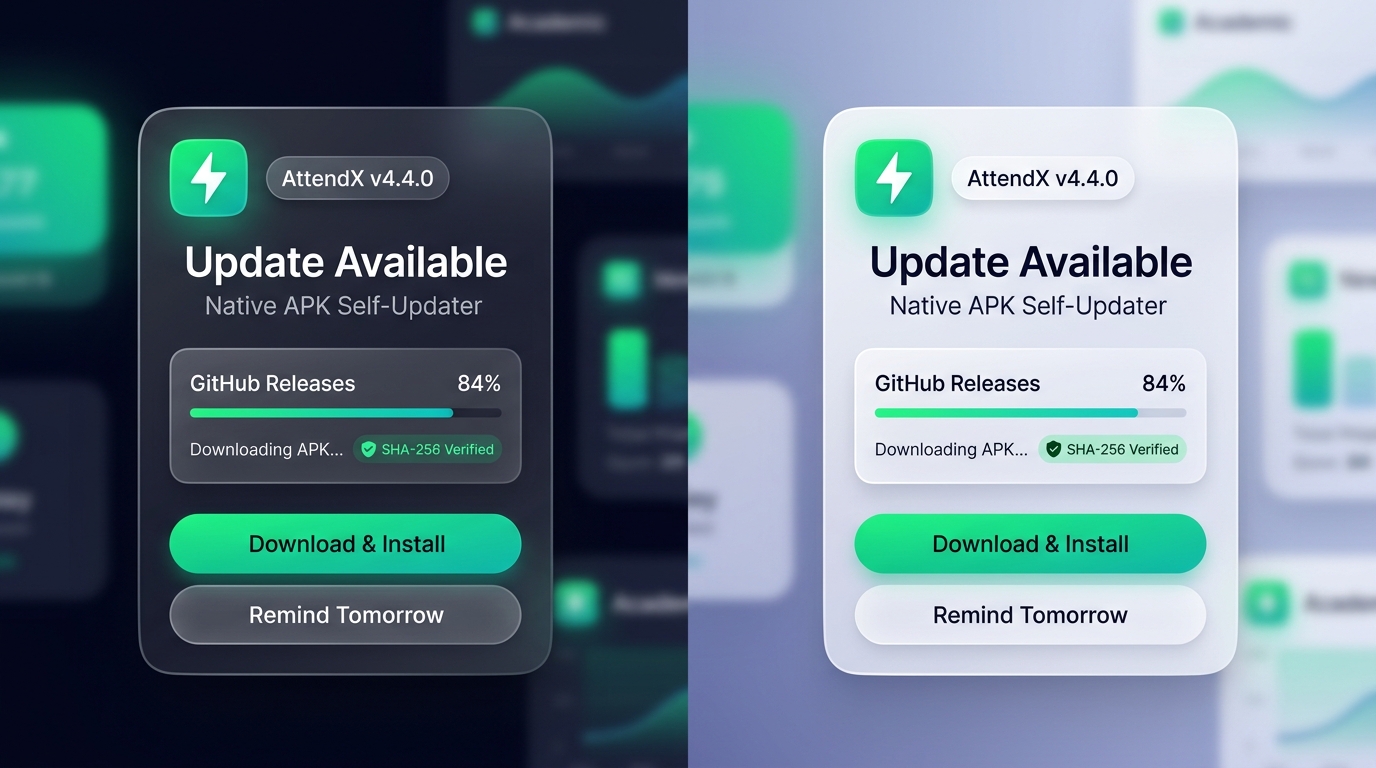 Academic
AttendX v4.4.0
Update Available
Native APK Self-Updater
GitHub Releases 84%
Downloading APK... SHA-256 Verified
Download & Install
Remind Tomorrow
Academic
AttendX v4.4.0
Update Available
Native APK Self-Updater
GitHub Releases 84%
Downloading APK... SHA-256 Verified
Download & Install
Remind Tomorrow